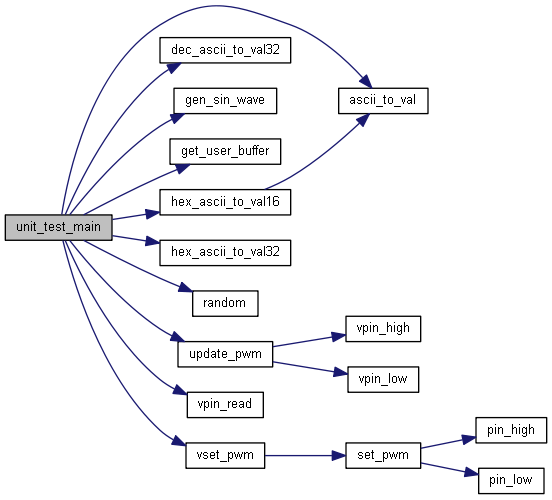 dec_ascii_to_val32
gen_sin_wave
ascii_to_val
get_user_buffer
hex_ascii_to_val16
unit_test_main
hex_ascii_to_val32
random
vpin_high
update_pwm
vpin_low
vpin_read
pin_high
vset_pwm
set_pwm
pin_low